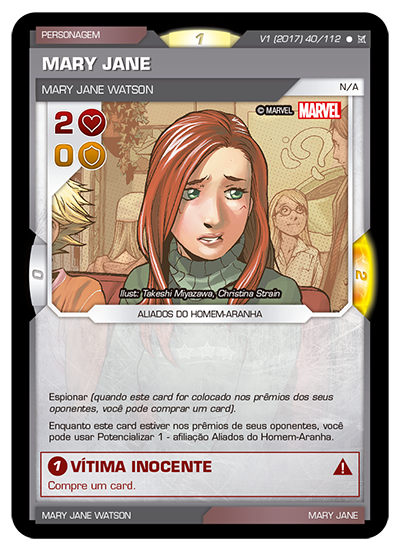 PERSONAGEM
1
V1 (2017) 40/112
MARY JANE
MARY JANE WATSON
N/A
2
© MARVEL MARVEL
0
0
2
Ilust: Takeshi Miyazawa, Christina Strain
ALIADOS DO HOMEM-ARANHA
Espionar (quando este card for colocado nos prêmios dos seus
oponentes, você pode comprar um card).
Enquanto este card estiver nos prêmios de seus oponentes, você
pode usar Potencializar 1 - afiliação Aliados do Homem-Aranha.
1 VÍTIMA INOCENTE
Compre um card.
MARY JANE WATSON
MARY JANE